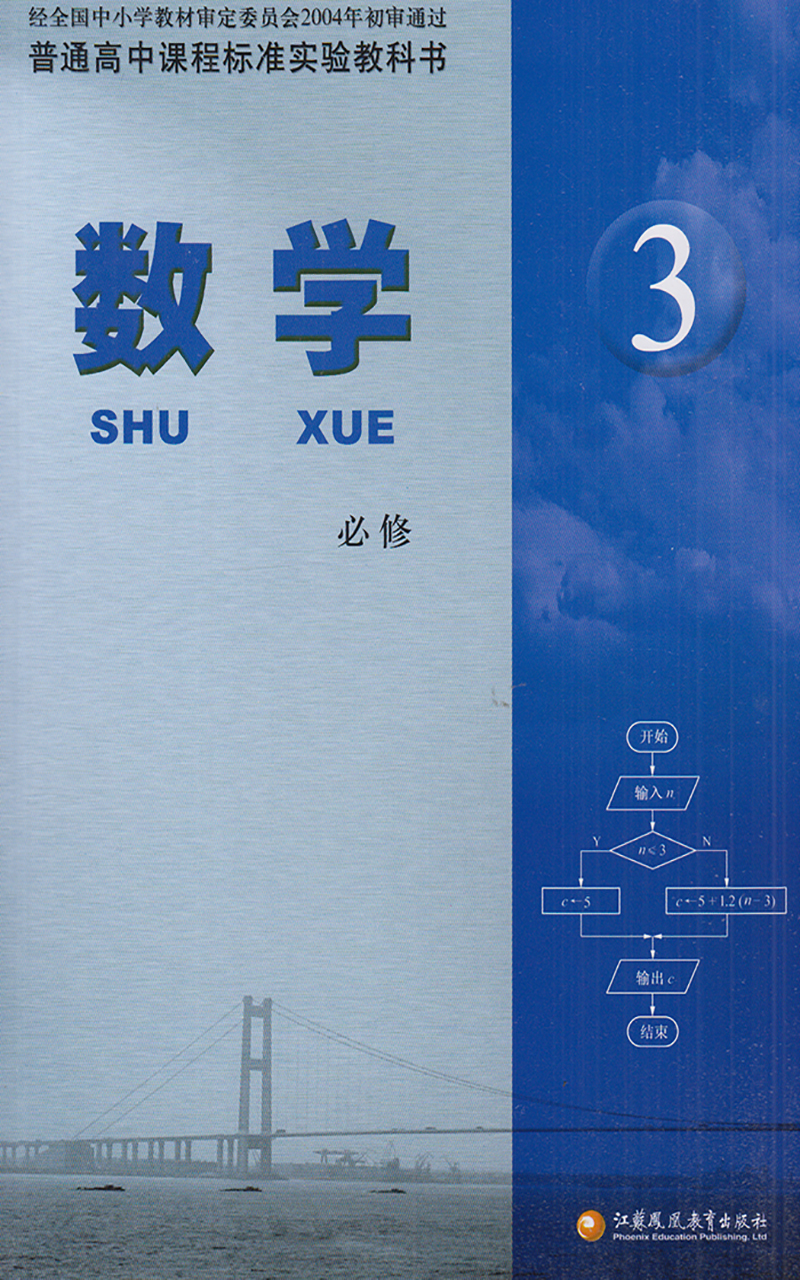 经全国中小学教材审定委员会2004年初审通过
普通高中课程标准实验教科书
数 学
SHU XUE
3
必修
开始
输入 n
Y
n≤3
N
c←5
c←5+1.2(n-3)
输出 c
结束
江苏凤凰教育出版社
Phoenix Education Publishing, Ltd